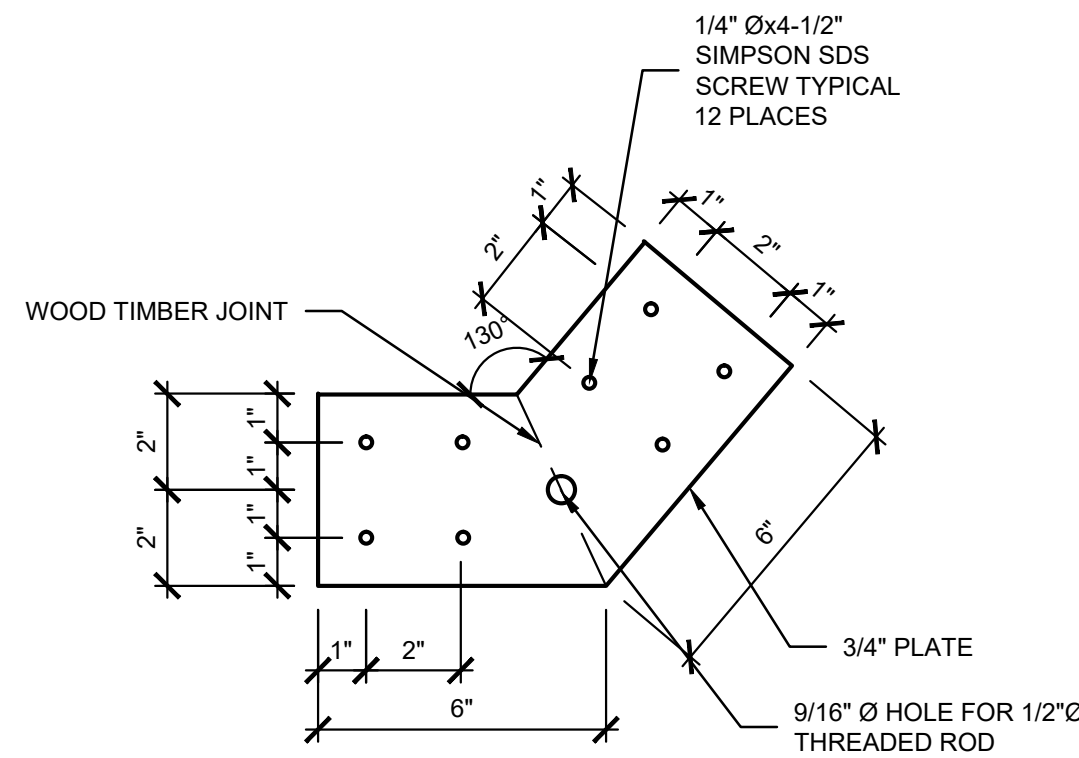 1/4" Øx4-1/2"
SIMPSON SDS
SCREW TYPICAL
12 PLACES
1"
2"
1"
2"
1"
130°
WOOD TIMBER JOINT
2"
2"
1"
1"
1"
1"
6"
1"
2"
6"
3/4" PLATE
9/16" Ø HOLE FOR 1/2"Ø
THREADED ROD